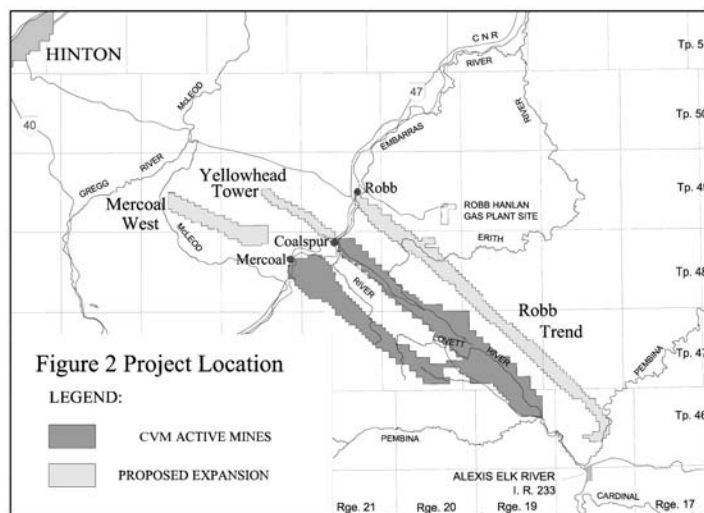 C N R
RIVER
Tp. 5
HINTON
McLEOD
47
40
RIVER
EMBARRAS
RIVER
Tp. 50
GREGG
RIVER
Yellowhead
Tower
Robb
Tp. 49
ROBB HANLAN
GAS PLANT SITE
Mercoal
West
McLEOD
Coalspur
ERITH
Mercoal
Tp. 48
RIVER
Robb
Trend
LOVETT
RIVER
PEMBINA
Tp. 47
Figure 2 Project Location
LEGEND:
CVM ACTIVE MINES
PROPOSED EXPANSION
Tp. 46
PEMBINA
ALEXIS ELK RIVER
I. R. 233
CARDINAL
Rge. 21
Rge. 20
Rge. 19
Rge. 17